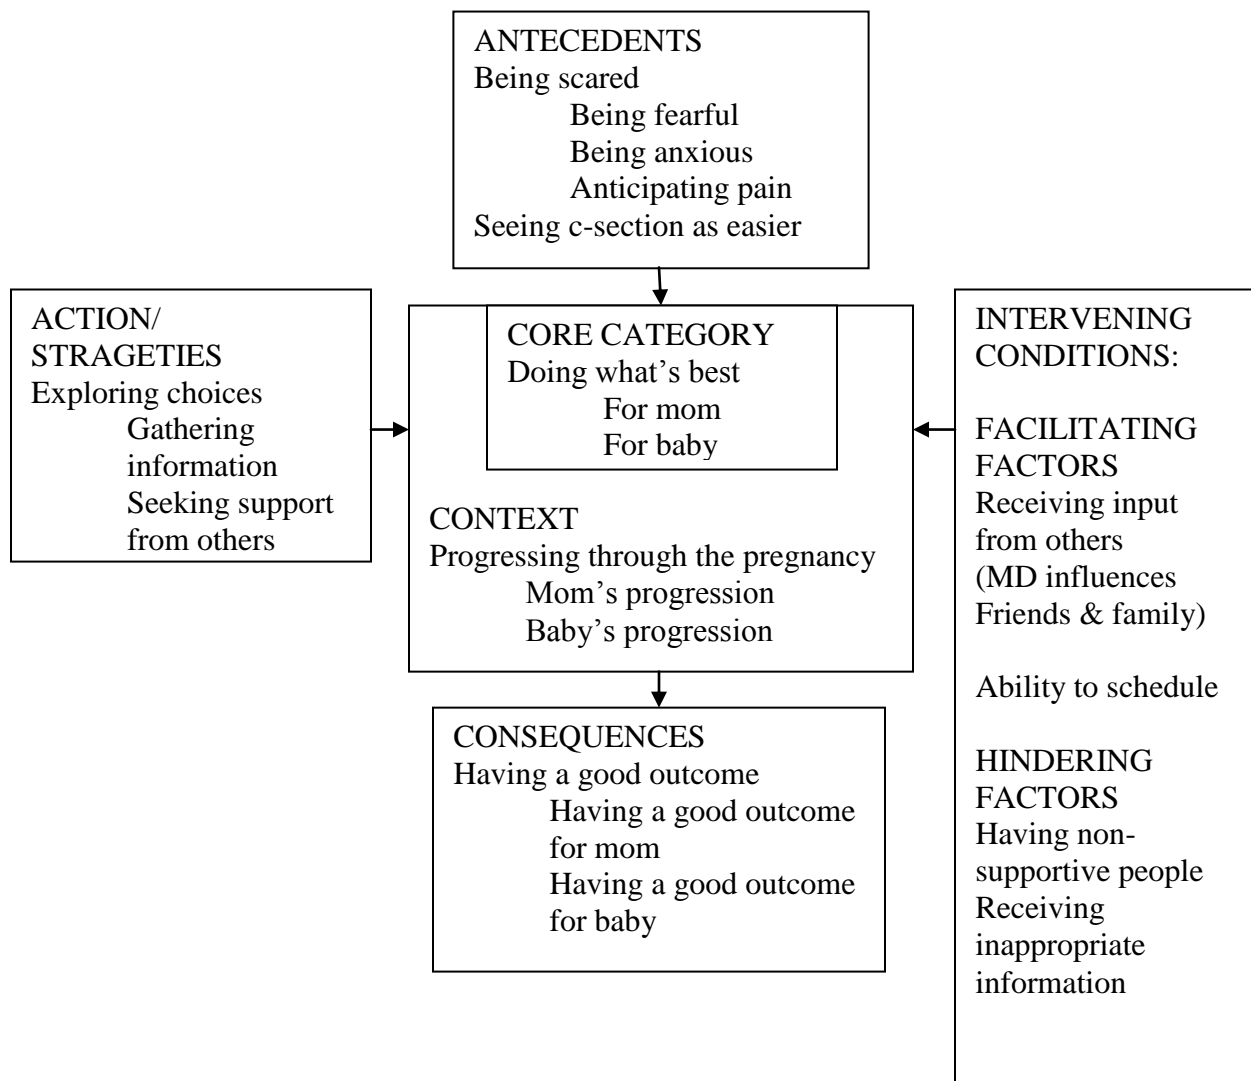 ANTECEDENTS
Being scared
Being fearful
Being anxious
Anticipating pain
Seeing c-section as easier
ACTION/
STRAGETIES
Exploring choices
Gathering
information
Seeking support
from others
CORE CATEGORY
Doing what’s best
For mom
For baby
CONTEXT
Progressing through the pregnancy
Mom’s progression
Baby’s progression
INTERVENING
CONDITIONS:
FACILITATING
FACTORS
Receiving input
from others
(MD influences
Friends & family)
Ability to schedule
HINDERING
FACTORS
Having non-
supportive people
Receiving
inappropriate
information
CONSEQUENCES
Having a good outcome
Having a good outcome
for mom
Having a good outcome
for baby